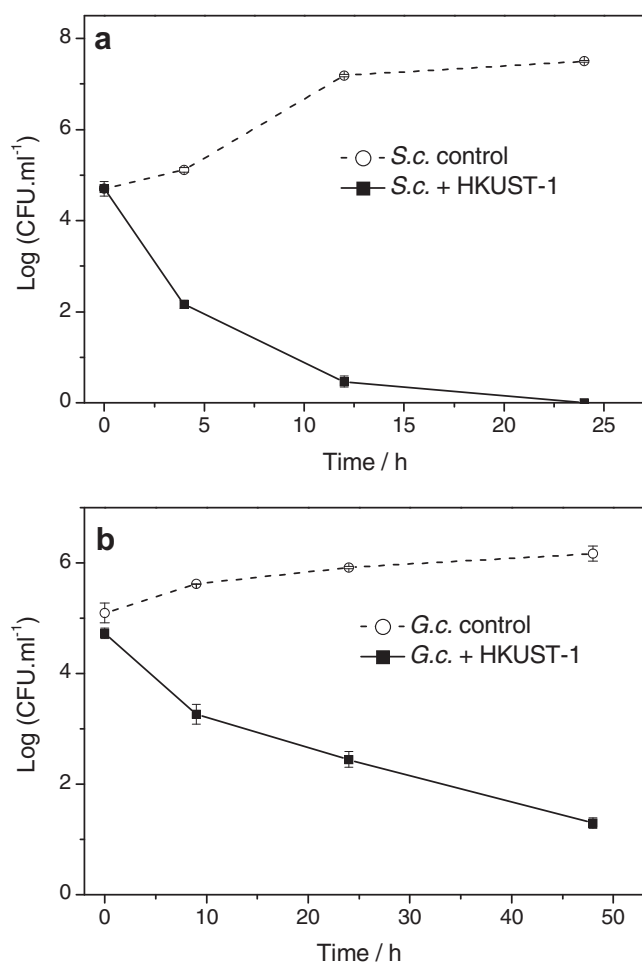 a
8
6
4
2
0
Log (CFU.ml⁻¹)
S.c. control
S.c. + HKUST-1
0 5 10 15 20 25
Time / h
b
6
4
2
0
Log (CFU.ml⁻¹)
G.c. control
G.c. + HKUST-1
0 10 20 30 40 50
Time / h